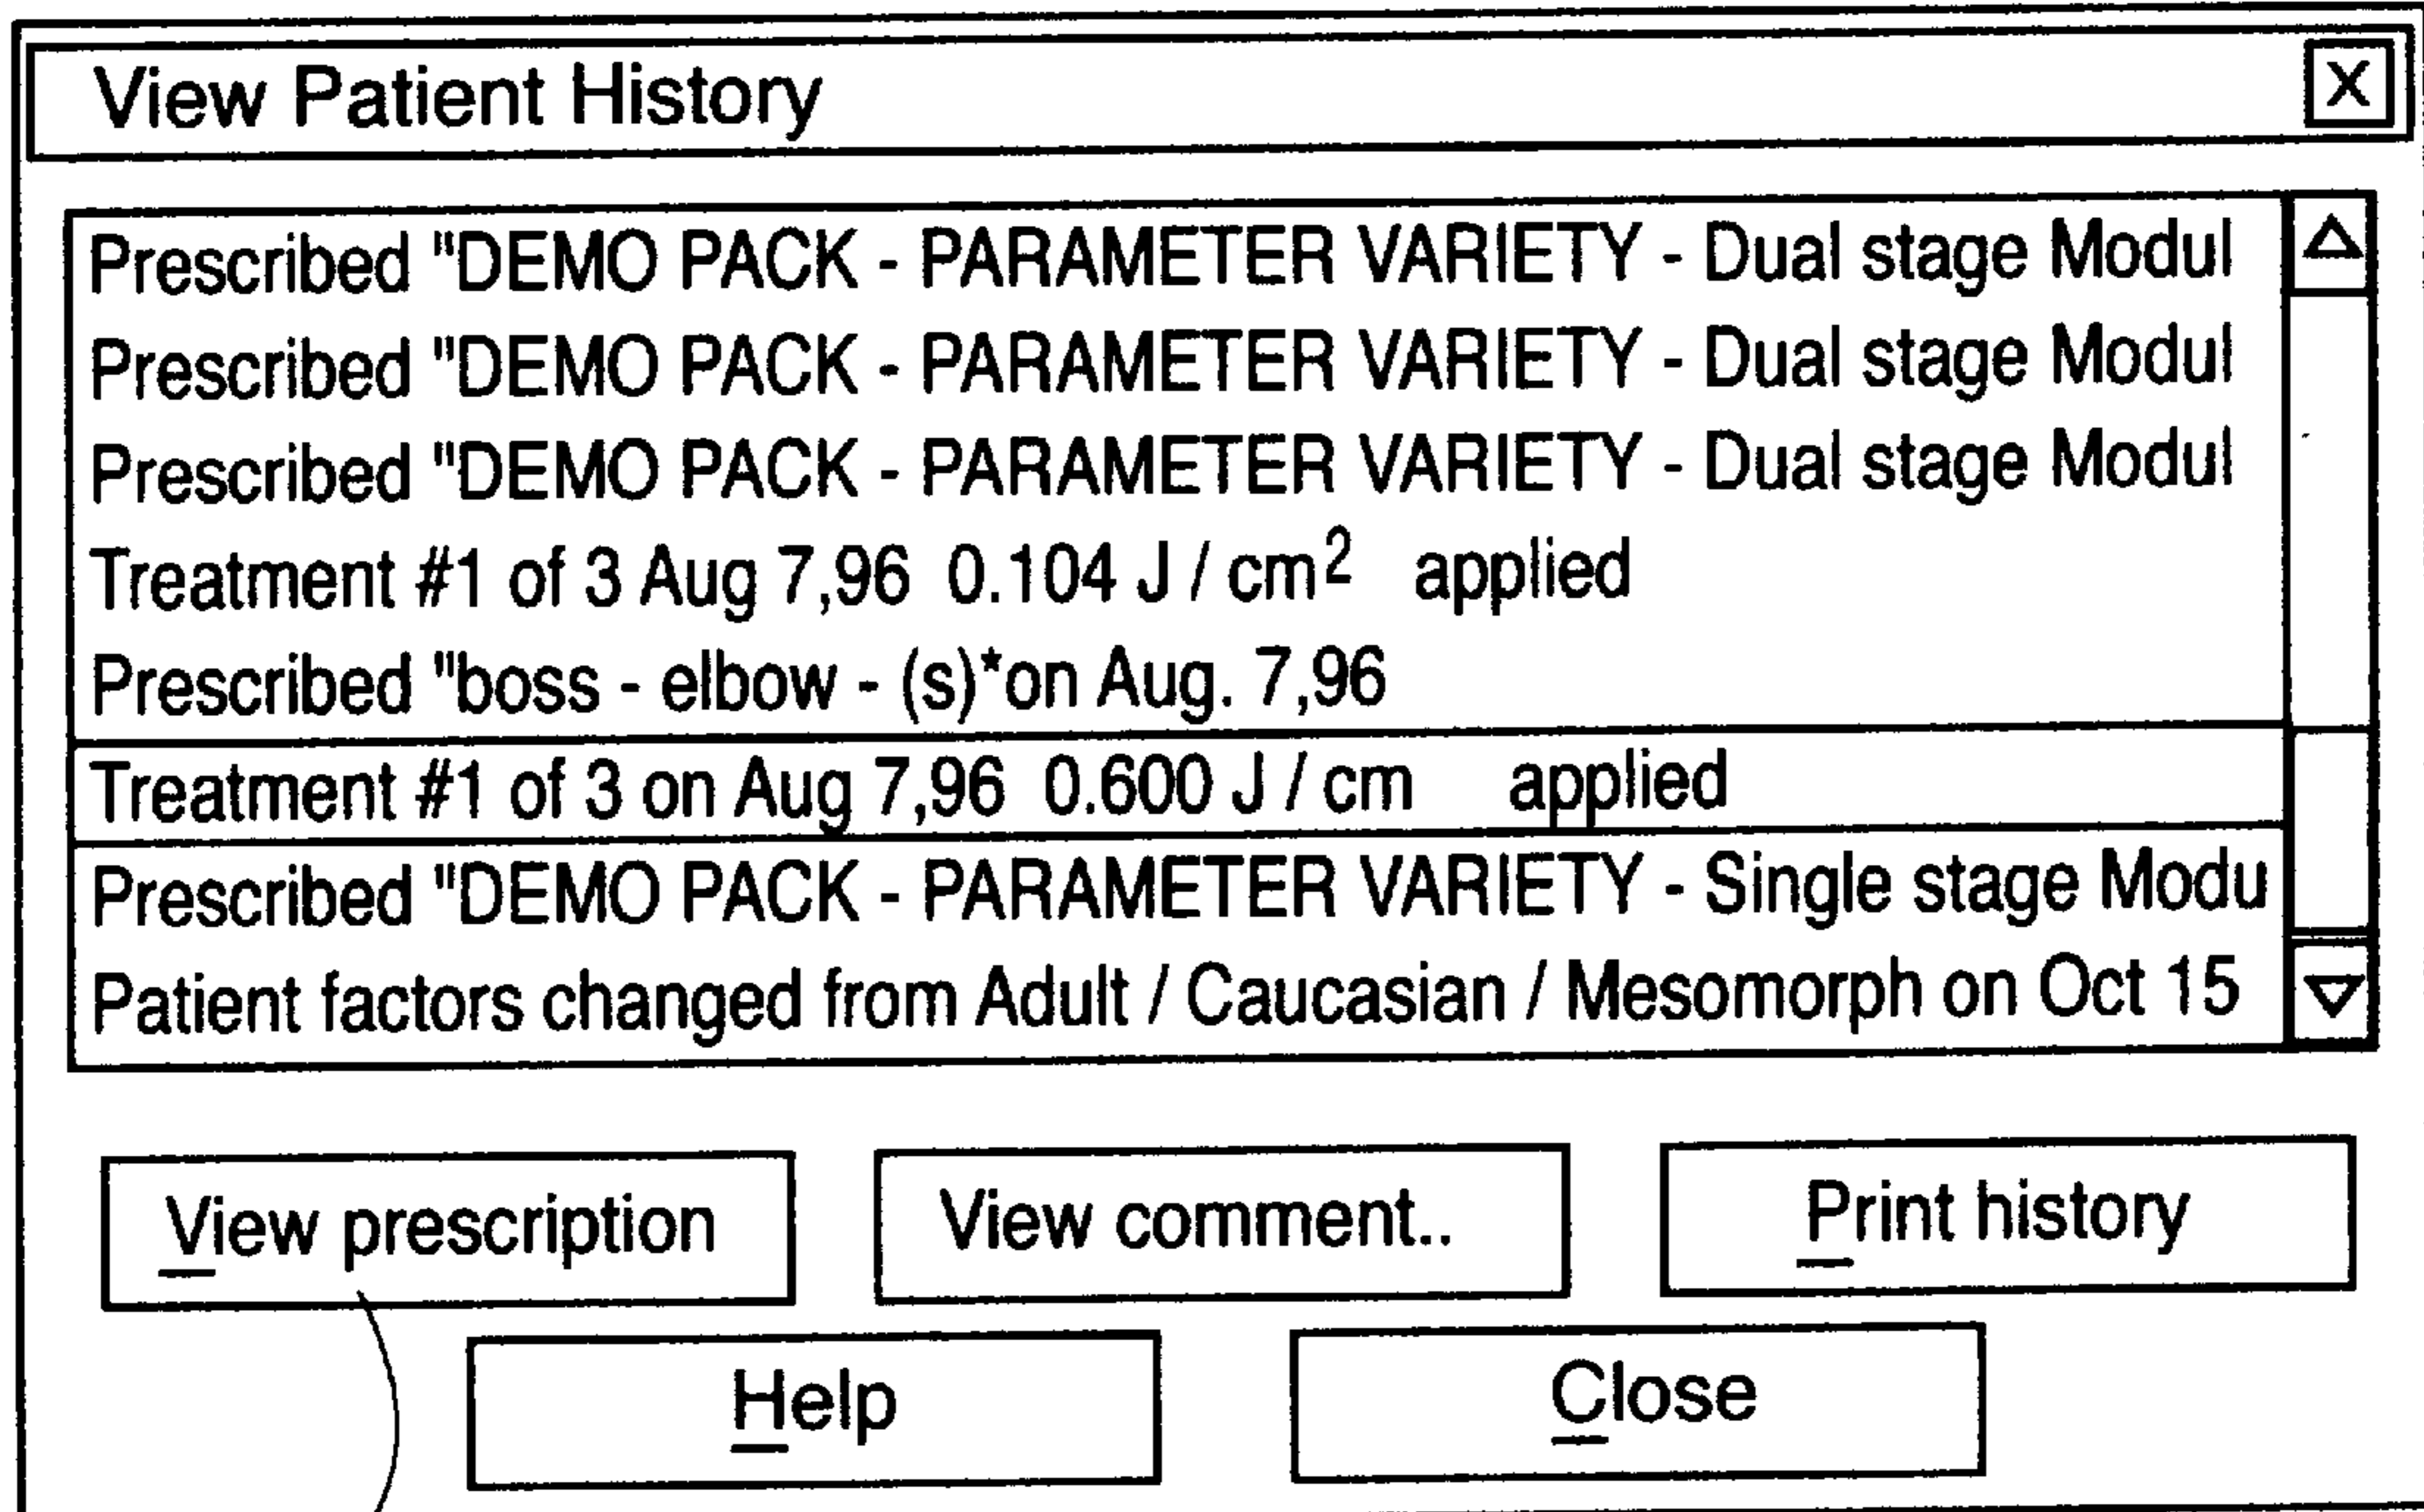 View Patient History X
Prescribed "DEMO PACK - PARAMETER VARIETY - Dual stage Modul
Prescribed "DEMO PACK - PARAMETER VARIETY - Dual stage Modul
Prescribed "DEMO PACK - PARAMETER VARIETY - Dual stage Modul
Treatment #1 of 3 Aug 7,96 0.104 J / cm² applied
Prescribed "boss - elbow - (s)*on Aug. 7,96
Treatment #1 of 3 on Aug 7,96 0.600 J / cm applied
Prescribed "DEMO PACK - PARAMETER VARIETY - Single stage Modu
Patient factors changed from Adult / Caucasian / Mesomorph on Oct 15
View prescription View comment.. Print history
Help Close